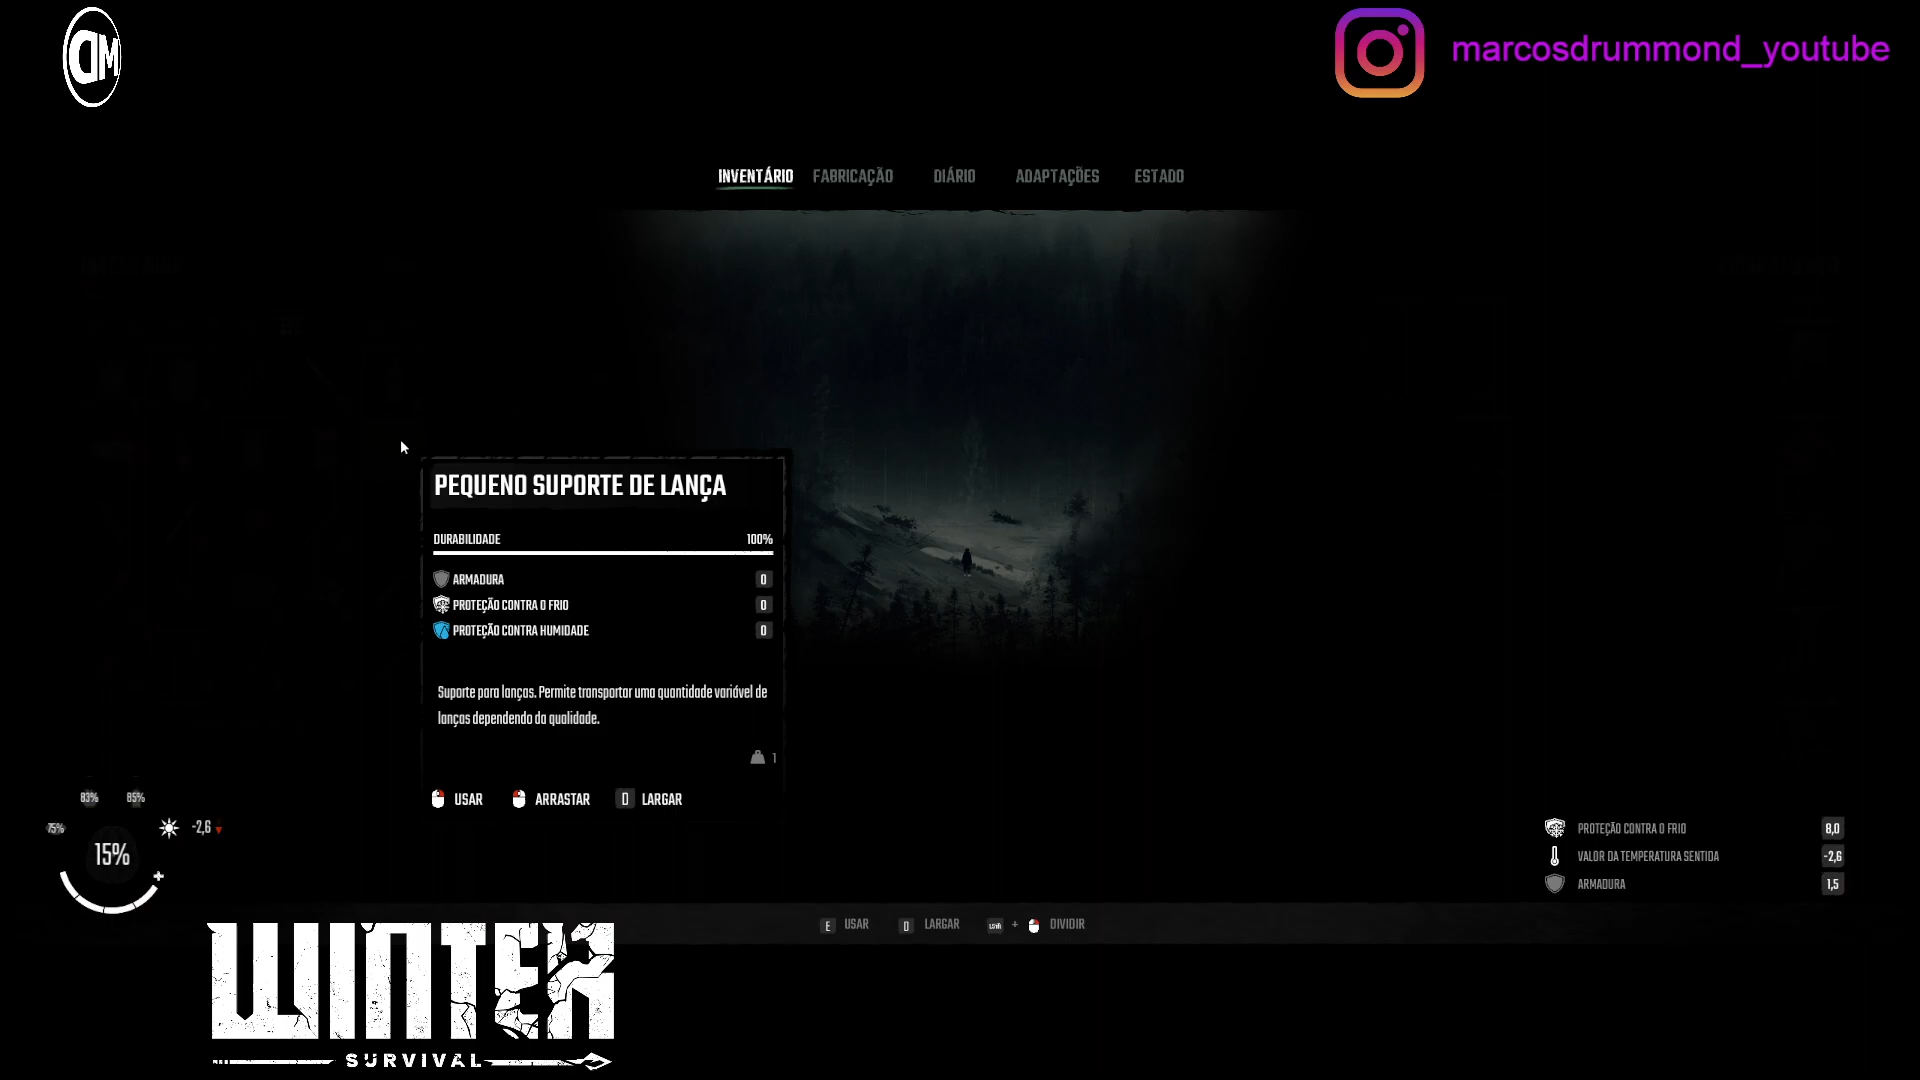 DM
marcosdrummond_youtube
INVENTÁRIO FABRICAÇÃO DIÁRIO ADAPTAÇÕES ESTADO
PEQUENO SUPORTE DE LANÇA
DURABILIDADE 100%
ARMADURA 0
PROTEÇÃO CONTRA O FRIO 0
PROTEÇÃO CONTRA HUMIDADE 0
Suporte para lanças. Permite transportar uma quantidade variável de
lanças dependendo da qualidade.
1
USAR ARRASTAR D LARGAR
83% 85%
75% -2,6
15%
PROTEÇÃO CONTRA O FRIO 8,0
VALOR DA TEMPERATURA SENTIDA -2,6
ARMADURA 1,5
E USAR D LARGAR + DIVIDIR
WINTER
SURVIVAL